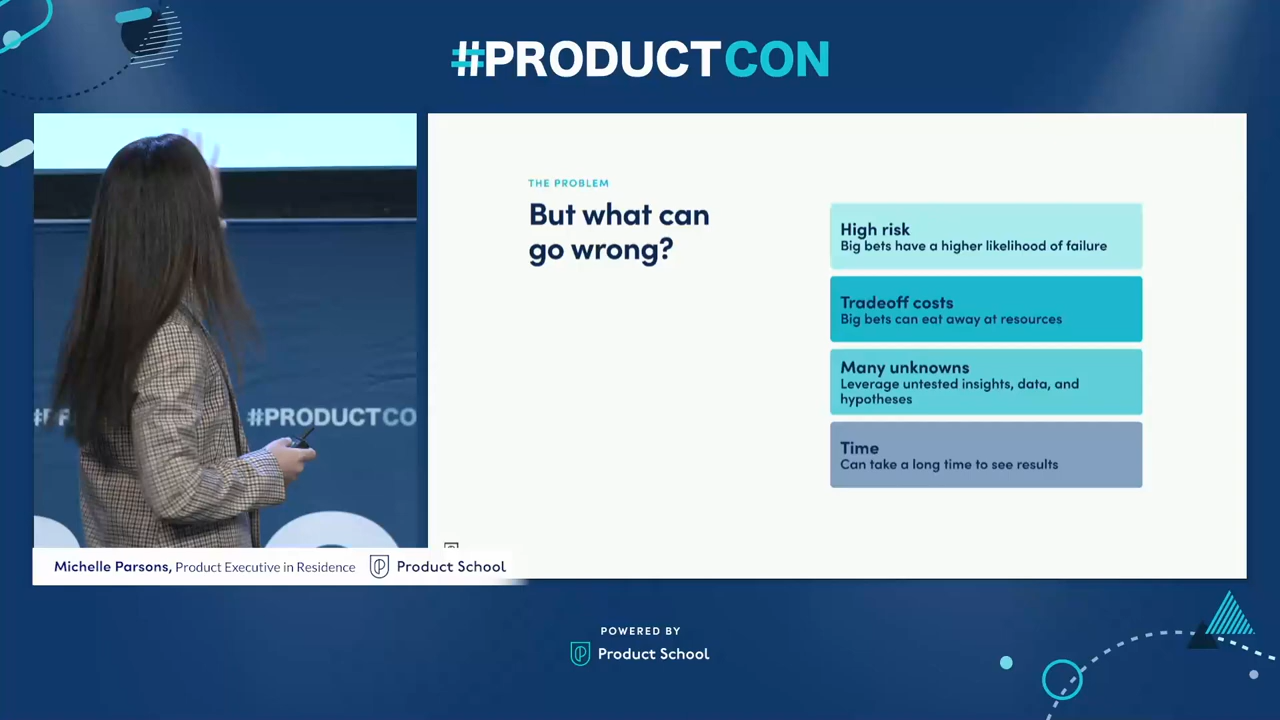 #PRODUCTCON
THE PROBLEM
But what can
go wrong?
High risk
Big bets have a higher likelihood of failure
Tradeoff costs
Big bets can eat away at resources
Many unknowns
Leverage untested insights, data, and
hypotheses
Time
Can take a long time to see results
#PRODUCTCO
Michelle Parsons, Product Executive in Residence
Product School
POWERED BY
Product School